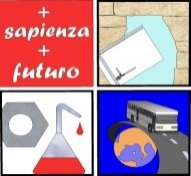 +
sapienza
+
futuro